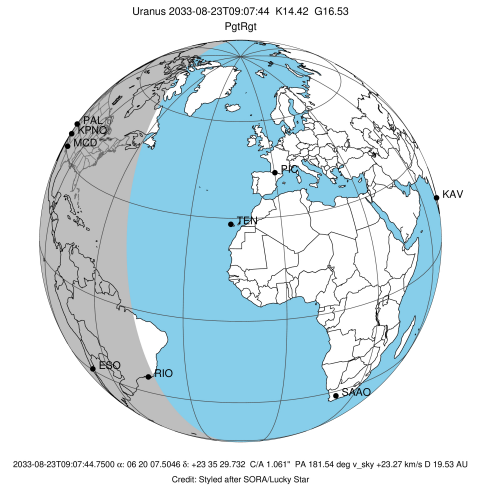 Uranus 2033-08-23T09:07:44 K14.42 G16.53
PgtRgt
PAL
KPNO
MCD
PIC
KAV
TEN
ESO
RIO
SAAO
2033-08-23T09:07:44.7500 α: 06 20 07.5046 δ: +23 35 29.732 C/A 1.061" PA 181.54 deg v_sky +23.27 km/s D 19.53 AU
Credit: Styled after SORA/Lucky Star